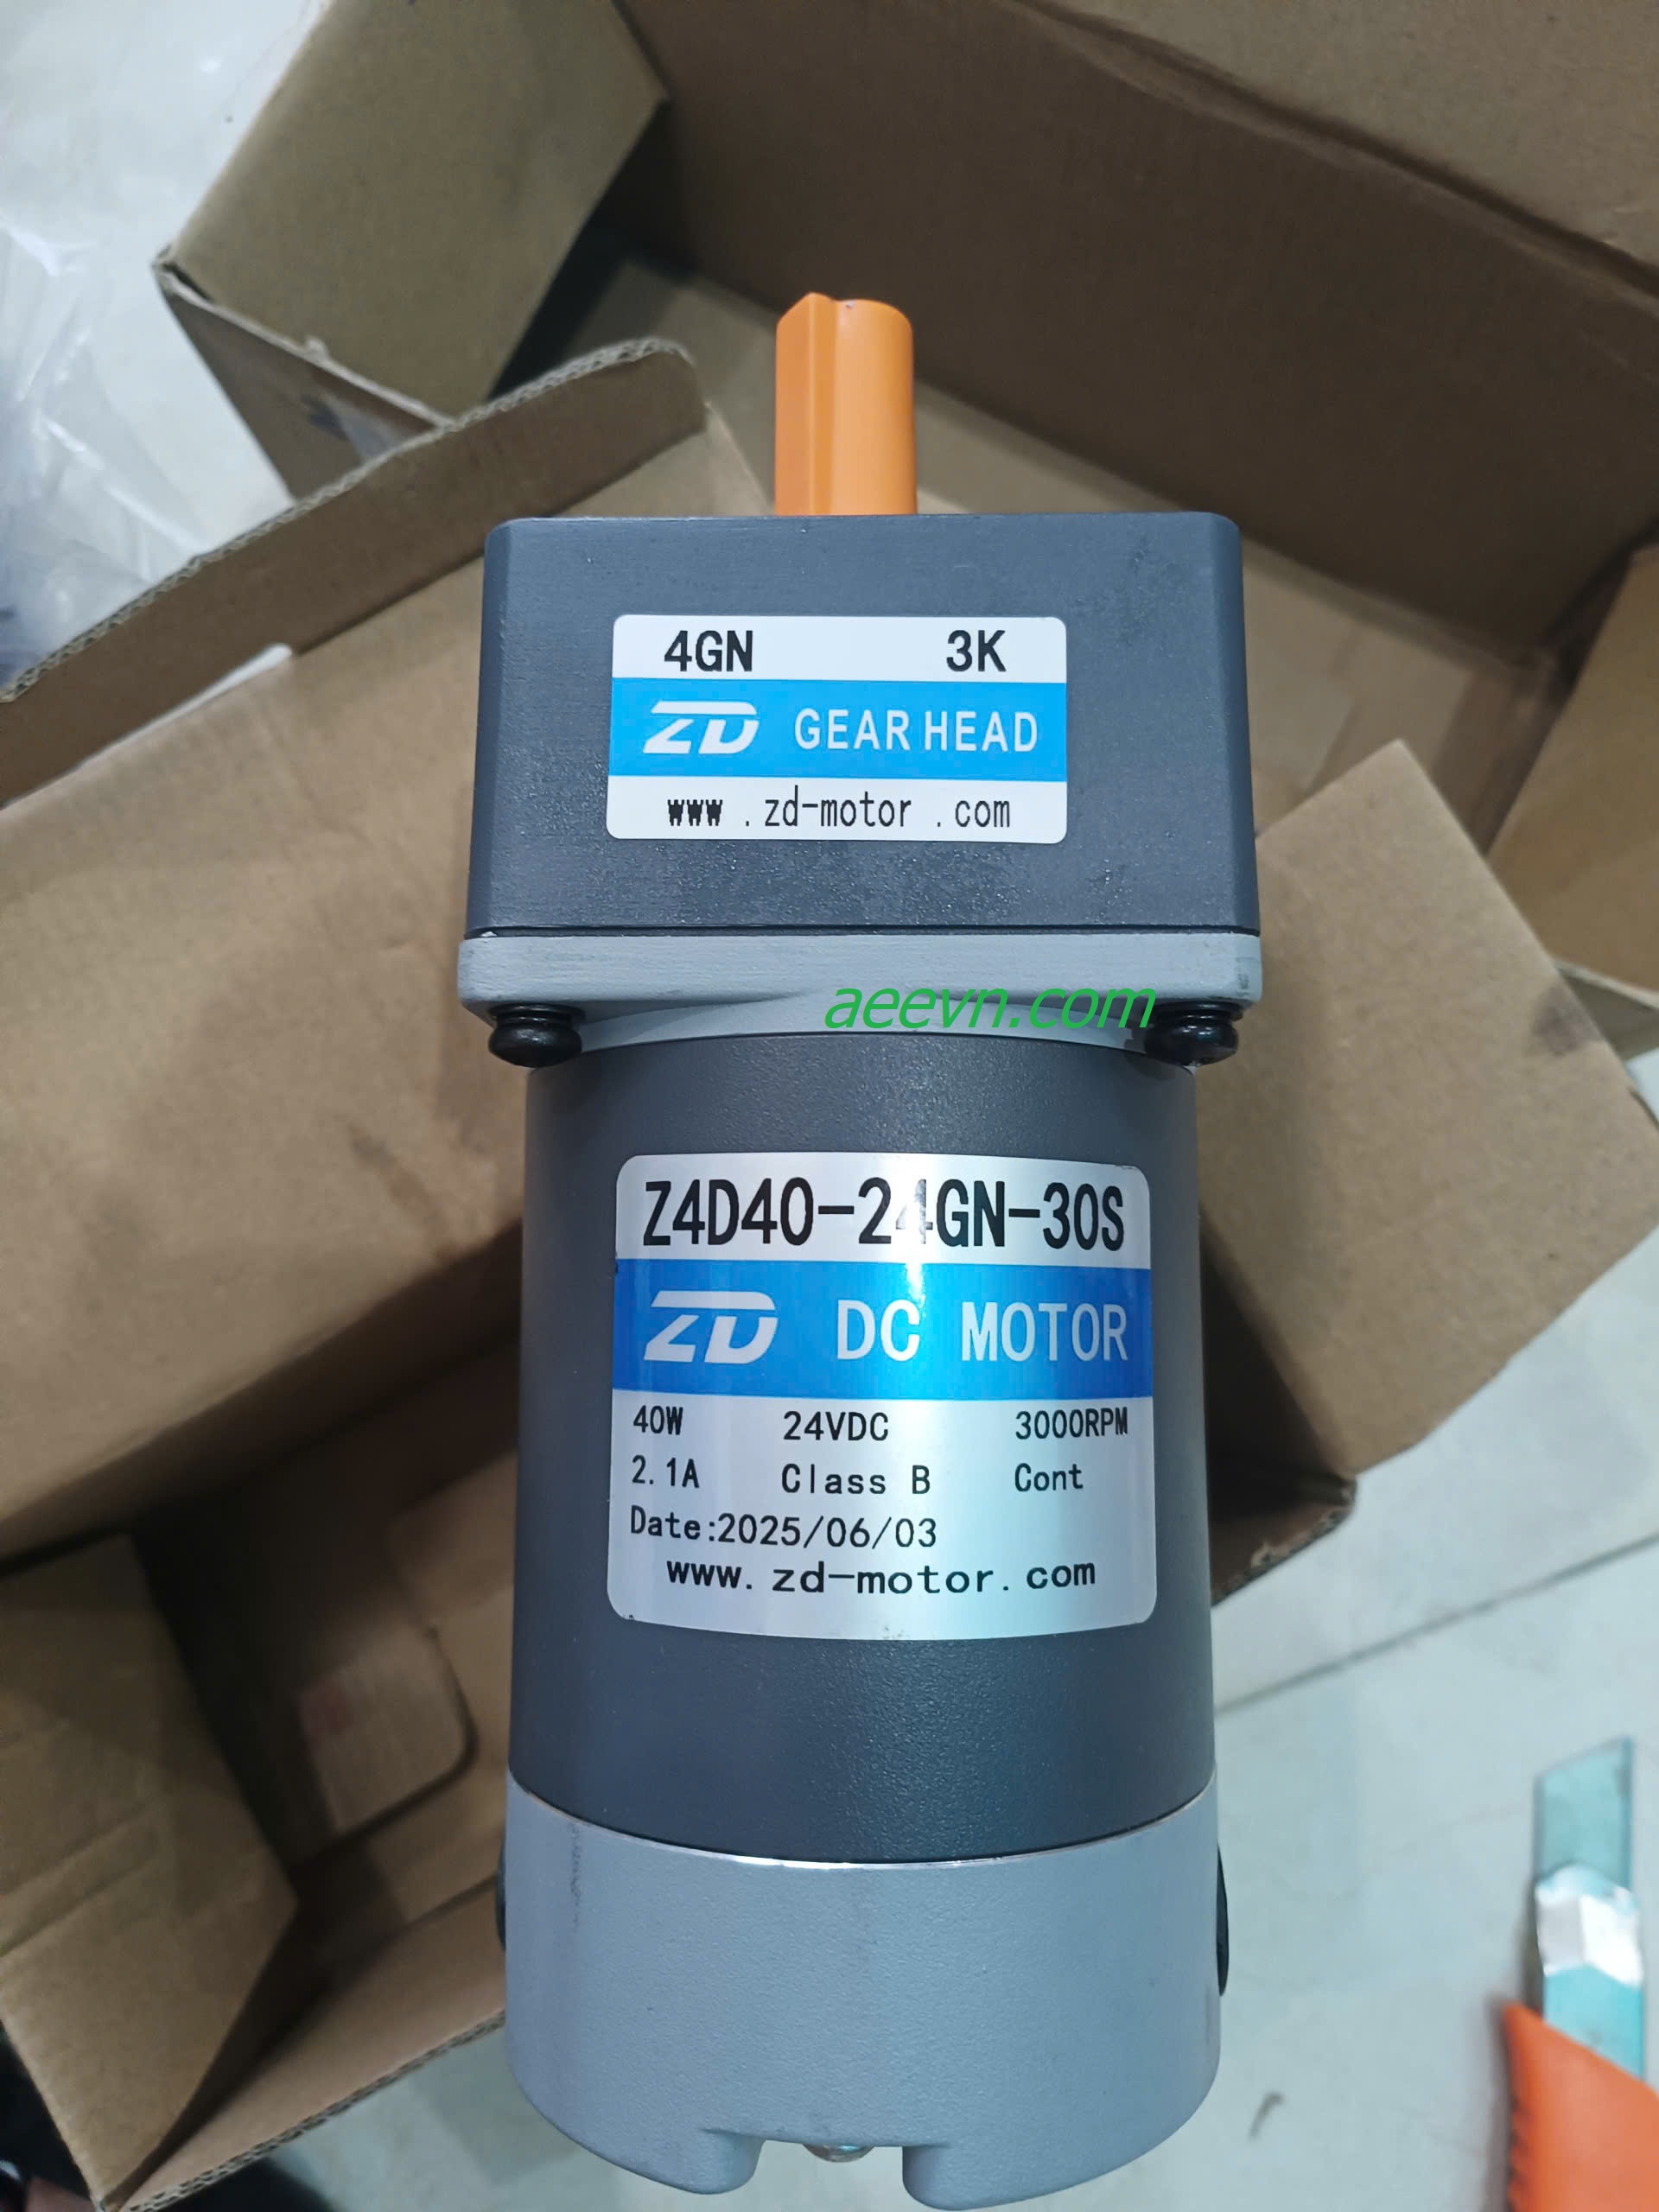 4GN 3K
ZD GEAR HEAD
www.zd-motor.com
aeevn.com
Z4D40-24GN-30S
ZD DC MOTOR
40W 24VDC 3000RPM
2.1A Class B Cont
Date:2025/06/03
www.zd-motor.com